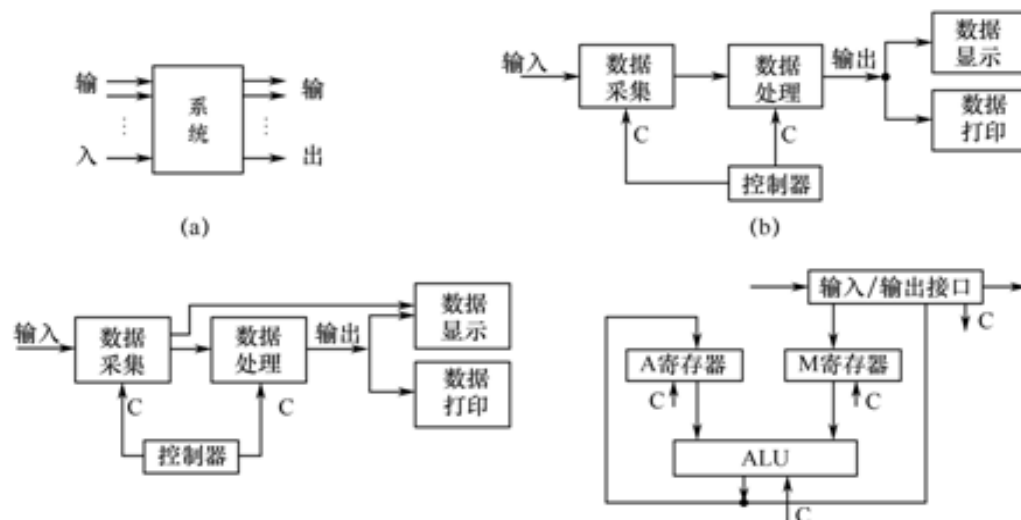 输
入
系
统
输
出
(a)
输入
数据
采集
数据
处理
输出
数据
显示
数据
打印
C
C
控制器
(b)
输入
数据
采集
数据
处理
输出
数据
显示
数据
打印
C
C
控制器
输入/输出接口
C
A寄存器
M寄存器
C
C
ALU
C